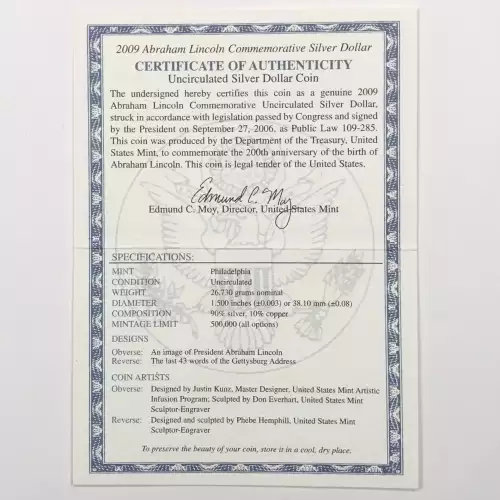 2009 Abraham Lincoln Commemorative Silver Dollar
CERTIFICATE OF AUTHENTICITY
Uncirculated Silver Dollar Coin
The undersigned hereby certifies this coin as a genuine 2009
Abraham Lincoln Commemorative Uncirculated Silver Dollar,
struck in accordance with legislation passed by Congress and signed
by the President on September 27, 2006, as Public Law 109-285.
This coin was produced by the Department of the Treasury, United
States Mint, to commemorate the 200th anniversary of the birth of
Abraham Lincoln. This coin is legal tender of the United States.
Edmund C. Moy
Edmund C. Moy, Director, United States Mint
SPECIFICATIONS:
MINT Philadelphia
CONDITION Uncirculated
WEIGHT 26.730 grams nominal
DIAMETER 1.500 inches (±0.003) or 38.10 mm (±0.08)
COMPOSITION 90% silver, 10% copper
MINTAGE LIMIT 500,000 (all options)
DESIGNS
Obverse: An image of President Abraham Lincoln
Reverse: The last 43 words of the Gettysburg Address
COIN ARTISTS
Obverse: Designed by Justin Kunz, Master Designer, United States Mint Artistic
Infusion Program; Sculpted by Don Everhart, United States Mint
Sculptor-Engraver
Reverse: Designed and sculpted by Phebe Hemphill, United States Mint
Sculptor-Engraver
To preserve the beauty of your coin, store it in a cool, dry place.